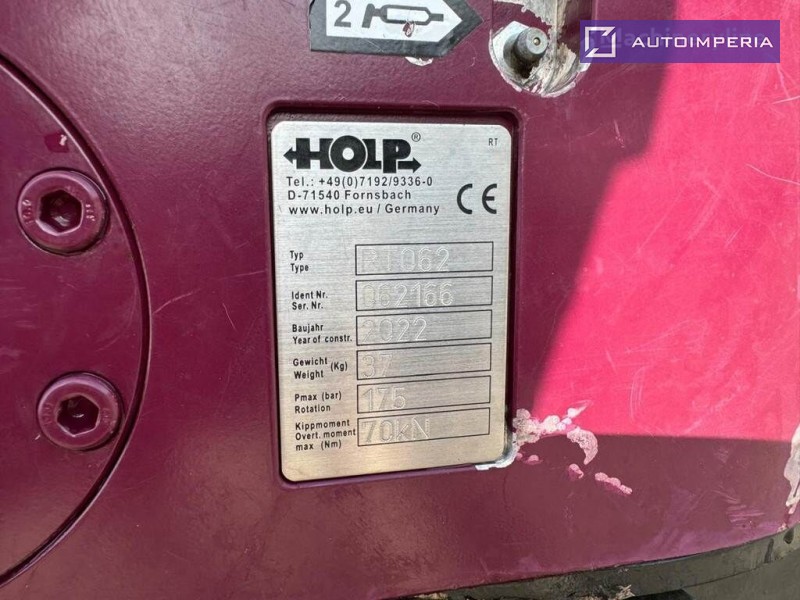 2
AUTOIMPERIA
HOLP®
RT
Tel.: +49(0)7192/9336-0
D-71540 Fornsbach
www.holp.eu / Germany
CE
Typ
Type
RT062
Ident Nr.
Ser. Nr.
062166
Baujahr
Year of constr.
2022
Gewicht
Weight (Kg)
37
Pmax (bar)
Rotation
175
Kippmoment
Overt. moment
max (Nm)
70kN